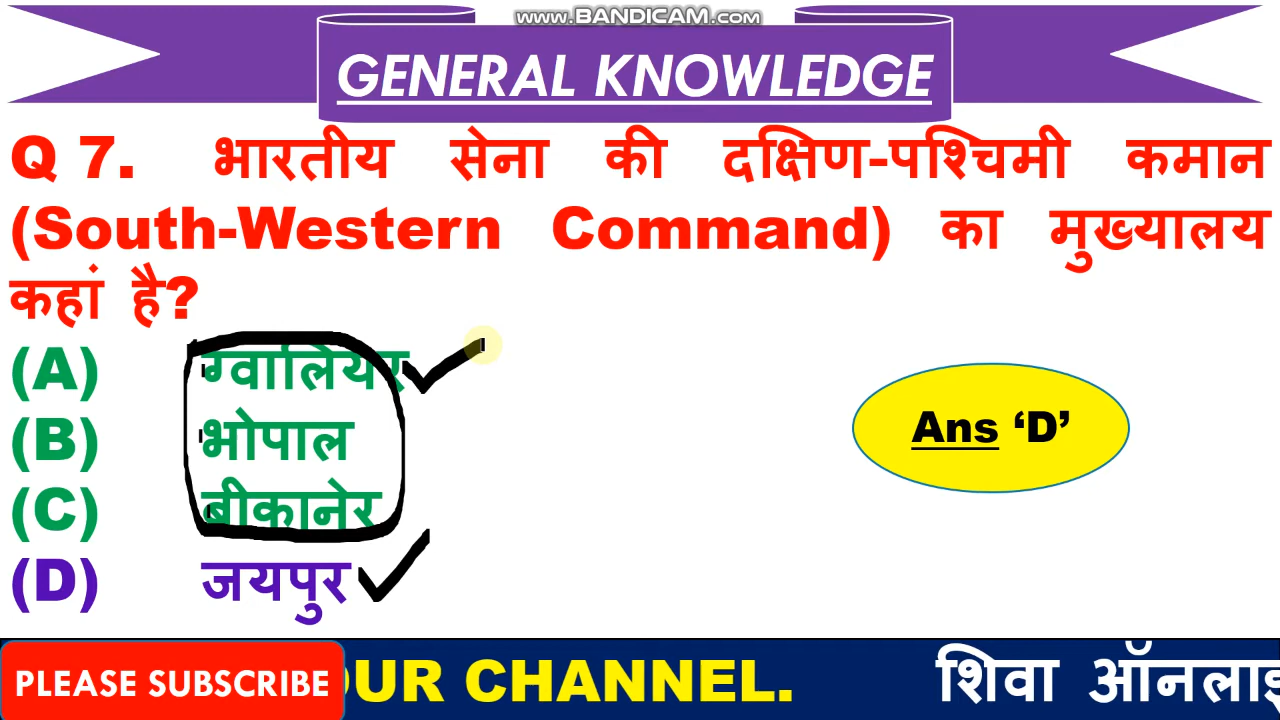 www.BANDICAM.com
GENERAL KNOWLEDGE
Q 7. भारतीय सेना की दक्षिण-पश्चिमी कमान
(South-Western Command) का मुख्यालय
कहां है?
(A) ग्वालियर
(B) भोपाल
(C) बीकानेर
(D) जयपुर
Ans ‘D’
PLEASE SUBSCRIBE OUR CHANNEL. शिवा